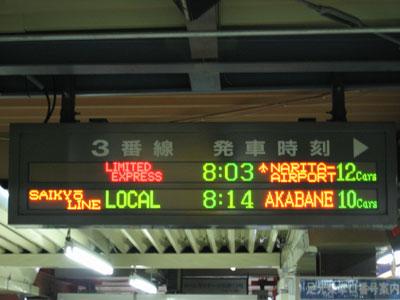 3番線 発車時刻
LIMITED EXPRESS 8:03 NARITA-AIRPORT 12Cars
SAIKYŌ LINE LOCAL 8:14 AKABANE 10Cars